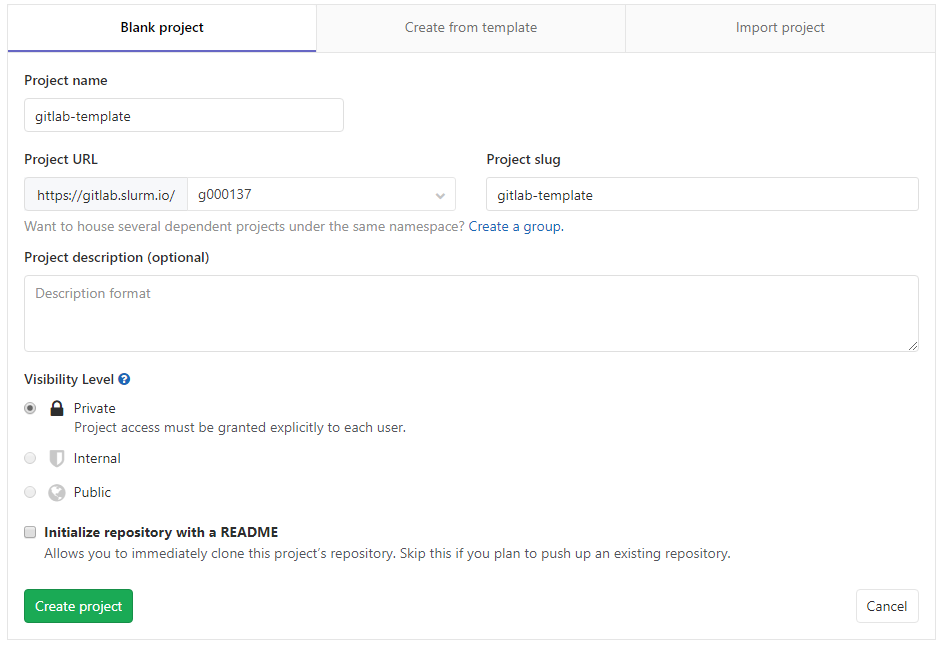 Blank project
Create from template
Import project
Project name
gitlab-template
Project URL
Project slug
https://gitlab.slurm.io/
g000137
gitlab-template
Want to house several dependent projects under the same namespace? Create a group.
Project description (optional)
Description format
Visibility Level ?
Private
Project access must be granted explicitly to each user.
Internal
Public
Initialize repository with a README
Allows you to immediately clone this project’s repository. Skip this if you plan to push up an existing repository.
Create project
Cancel